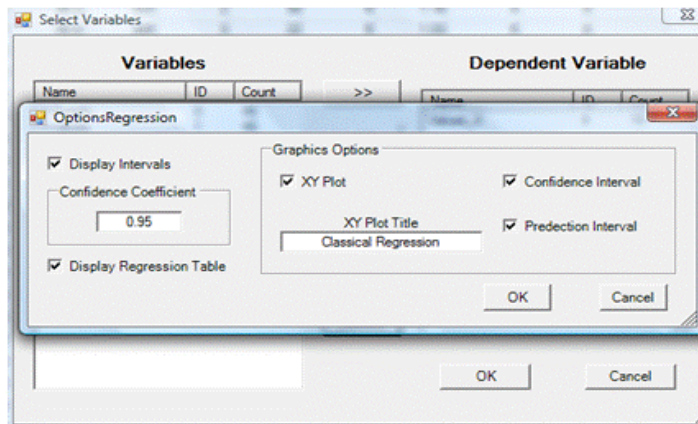 Select Variables
Variables
Dependent Variable
Name ID Count
>>
Name ID Count
OptionsRegression
Display Intervals
Confidence Coefficient
0.95
Display Regression Table
Graphics Options
XY Plot
Confidence Interval
XY Plot Title
Classical Regression
Predection Interval
OK Cancel
OK Cancel